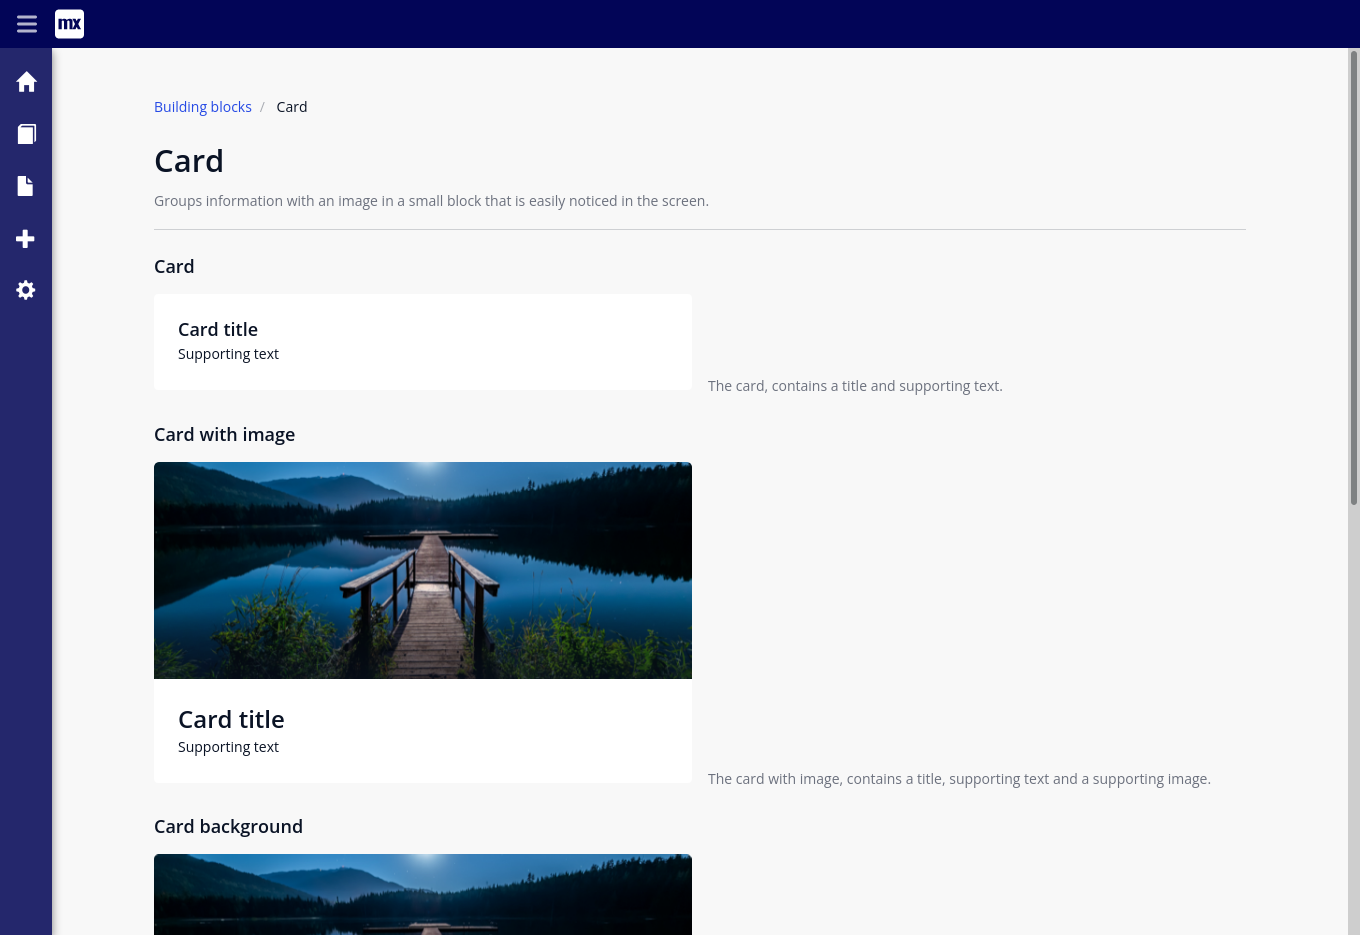 mx
Building blocks / Card
Card
Groups information with an image in a small block that is easily noticed in the screen.
Card
Card title
Supporting text
The card, contains a title and supporting text.
Card with image
Card title
Supporting text
The card with image, contains a title, supporting text and a supporting image.
Card background